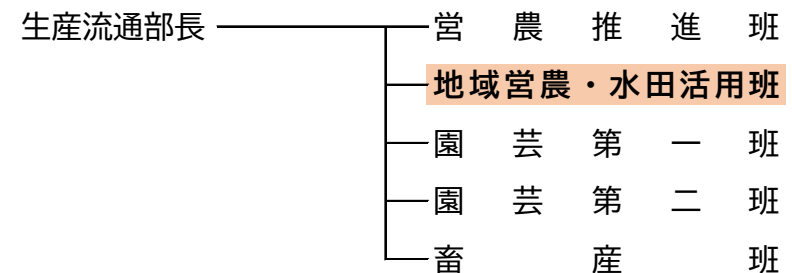 生産流通部長 営農推進班
地域営農・水田活用班
園芸第一班
園芸第二班
畜産班